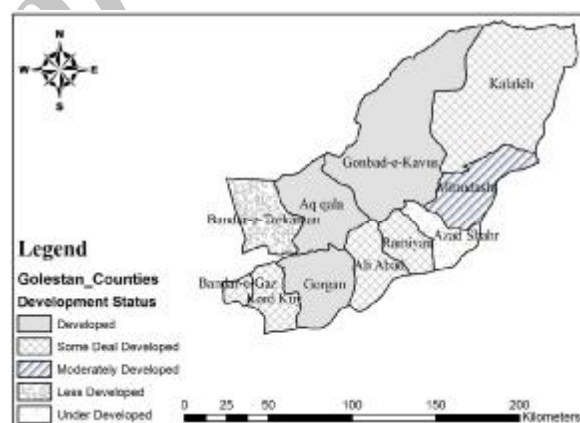 N
W E
S
Kalaleh
Gonbad-e-Kavus
Minudasht
Aq qala
Bandar-e-Torkaman
Azad Shahr
Ramiyan
Ali Abad
Bandar-e-Gaz
Kord Kuy
Gorgan
Legend
Golestan_Counties
Development Status
Developed
Some Deal Developed
Moderately Developed
Less Developed
Under Developed
0 25 50 100 150 200
Kilometers